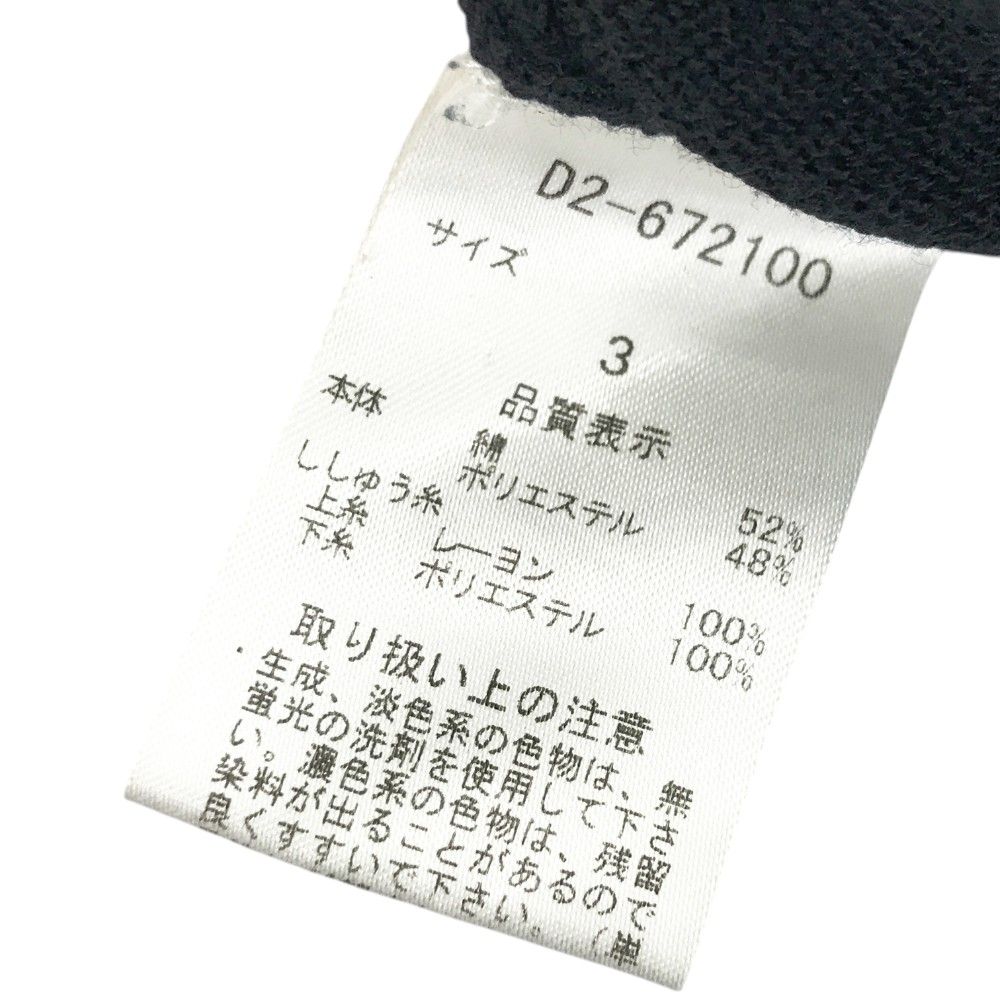 D2-672100
サイズ
3
品質表示
本体 綿 52%
ポリエステル 48%
ししゅう糸
上糸 レーヨン 100%
下糸 ポリエステル 100%
取り扱い上の注意
・生成、淡色系の色物は、無
蛍光の洗剤を使用して下さ
い。濃色系の色物は、残留
染料が出ることがあるので
良くすすいで下さい。(単